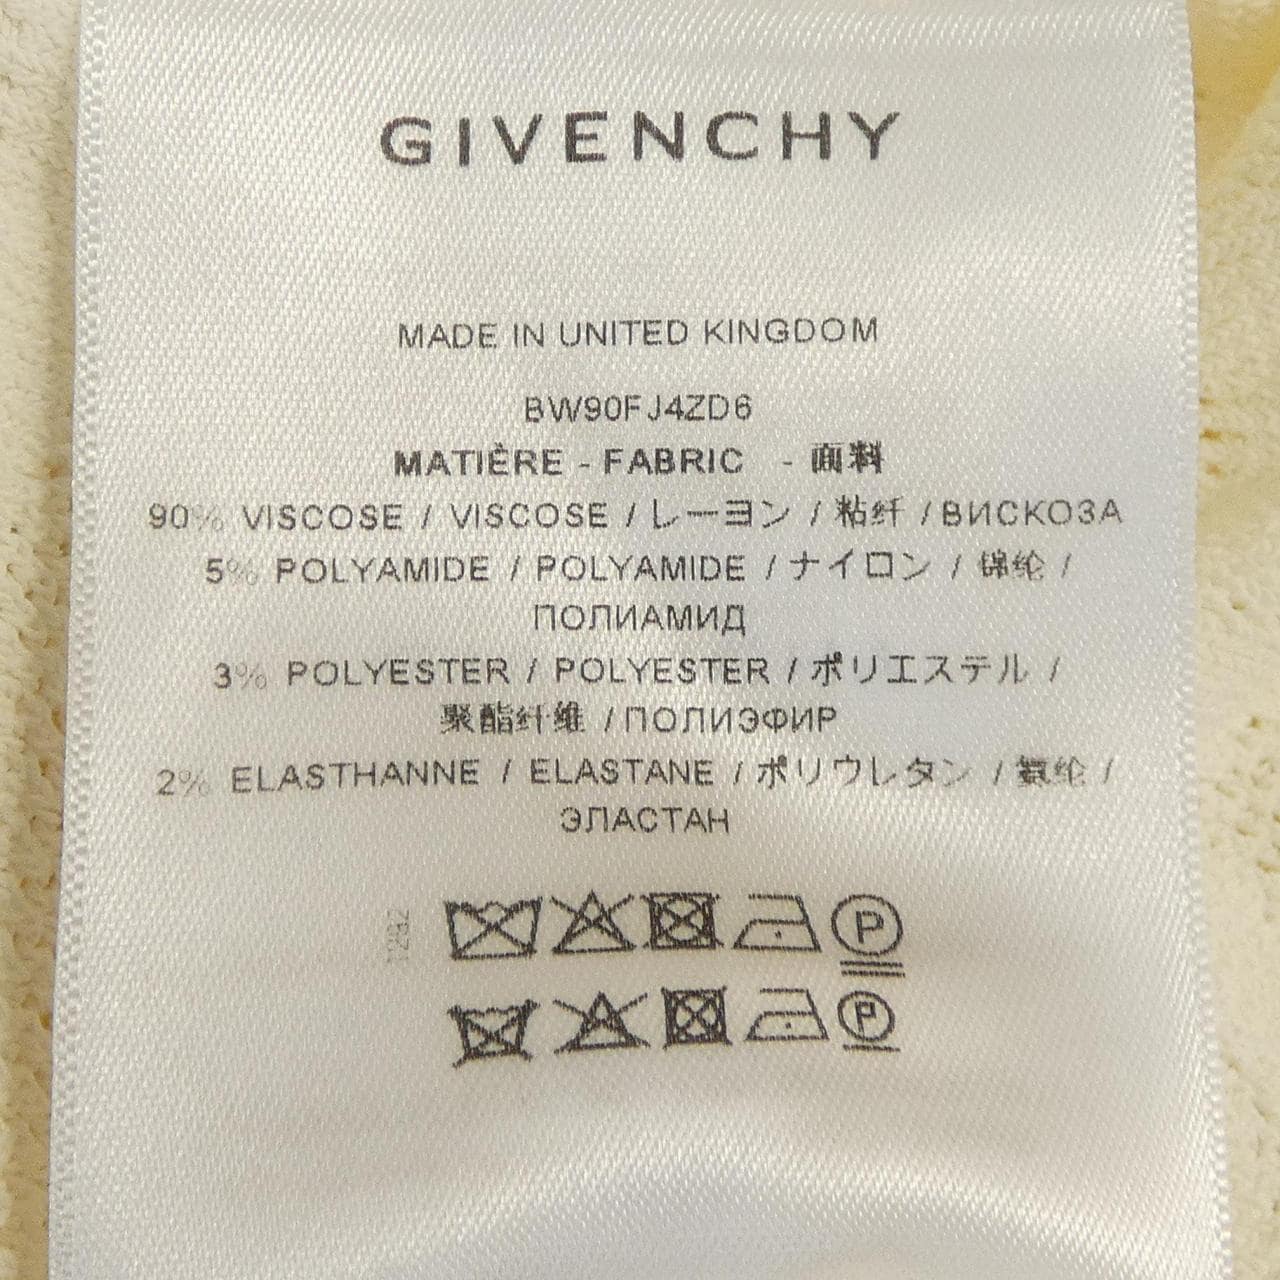 GIVENCHY
MADE IN UNITED KINGDOM
BW90FJ4ZD6
MATIÈRE - FABRIC - 面料
90% VISCOSE / VISCOSE / レーヨン / 粘纤 / ВИСКОЗА
5% POLYAMIDE / POLYAMIDE / ナイロン / 锦纶 /
ПОЛИАМИД
3% POLYESTER / POLYESTER / ポリエステル /
聚酯纤维 / ПОЛИЭФИР
2% ELASTHANNE / ELASTANE / ポリウレタン / 氨纶 /
ЭЛАСТАН
P
P